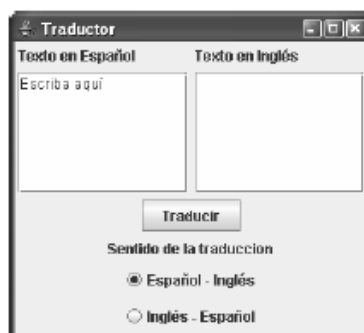 Traductor
Texto en Español Texto en Inglés
Escriba aquí
Traducir
Sentido de la traduccion
Español - Inglés
Inglés - Español